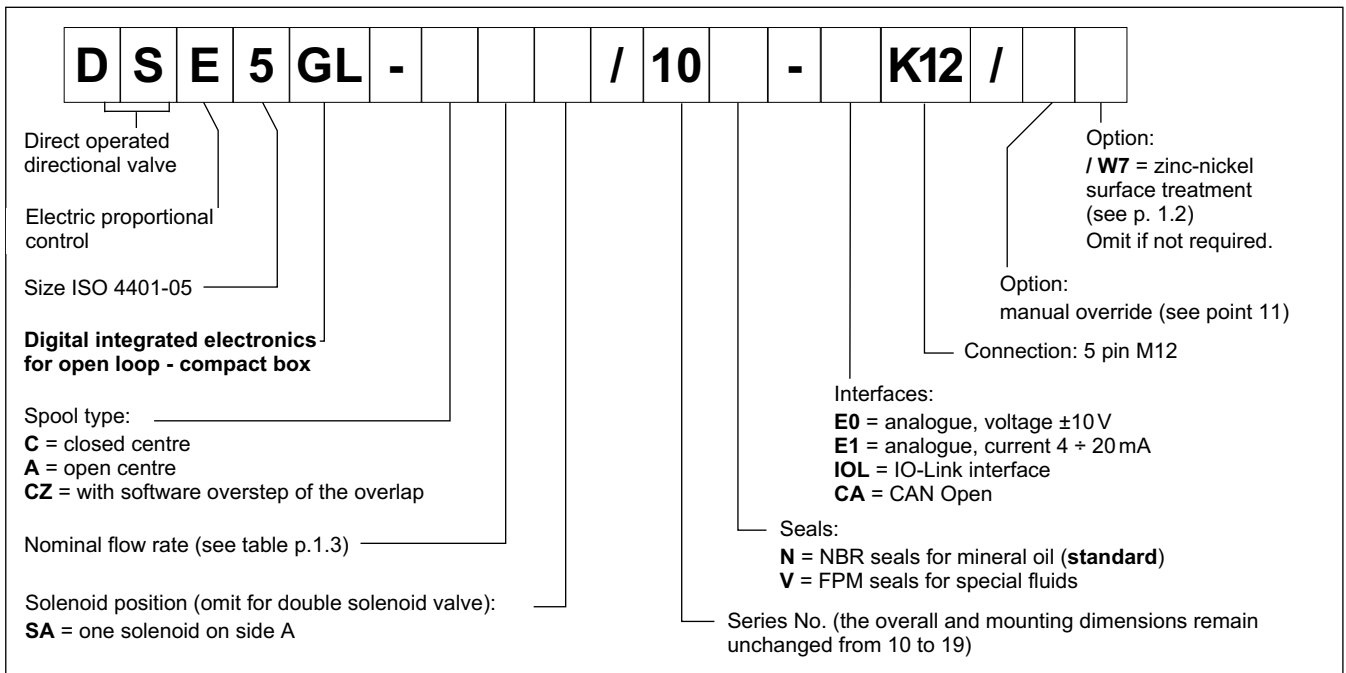 D S E 5 GL - / 10 - K12 /
Direct operated
directional valve
Electric proportional
control
Size ISO 4401-05
Digital integrated electronics
for open loop - compact box
Spool type:
C = closed centre
A = open centre
CZ = with software overstep of the overlap
Nominal flow rate (see table p.1.3)
Solenoid position (omit for double solenoid valve):
SA = one solenoid on side A
Option:
/ W7 = zinc-nickel
surface treatment
(see p. 1.2)
Omit if not required.
Option:
manual override (see point 11)
Connection: 5 pin M12
Interfaces:
E0 = analogue, voltage ±10 V
E1 = analogue, current 4 ÷ 20 mA
IOL = IO-Link interface
CA = CAN Open
Seals:
N = NBR seals for mineral oil (standard)
V = FPM seals for special fluids
Series No. (the overall and mounting dimensions remain
unchanged from 10 to 19)